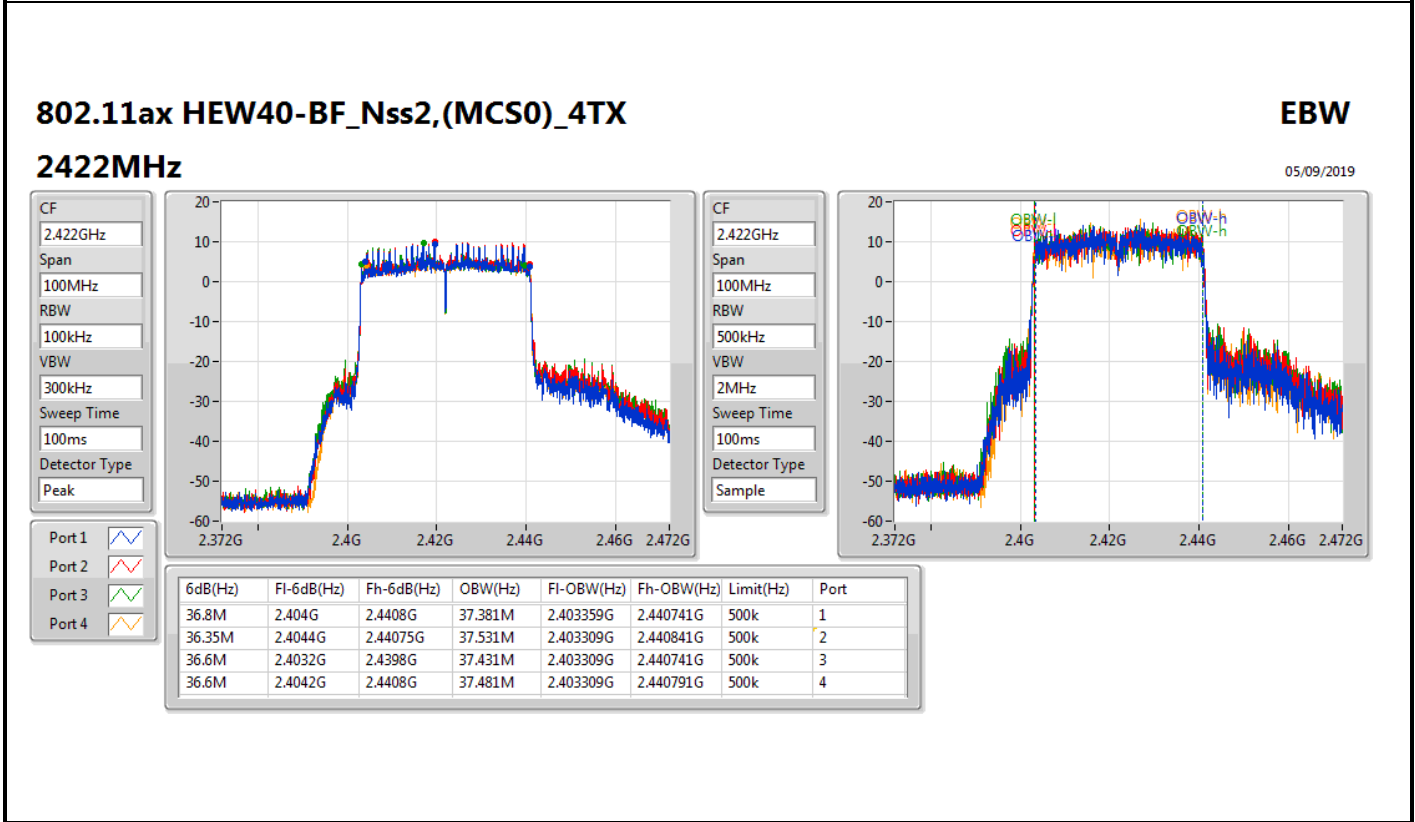 802.11ax HEW40-BF_Nss2,(MCS0)_4TX
EBW
2422MHz
05/09/2019
CF
2.422GHz
Span
100MHz
RBW
100kHz
VBW
300kHz
Sweep Time
100ms
Detector Type
Peak
Port 1
Port 2
Port 3
Port 4
20
10
0
-10
-20
-30
-40
-50
-60
2.372G 2.4G 2.42G 2.44G 2.46G 2.472G
CF
2.422GHz
Span
100MHz
RBW
500kHz
VBW
2MHz
Sweep Time
100ms
Detector Type
Sample
20
10
0
-10
-20
-30
-40
-50
-60
OBW-l
OBW-h
OBW-h
2.372G 2.4G 2.42G 2.44G 2.46G 2.472G
6dB(Hz) Fl-6dB(Hz) Fh-6dB(Hz) OBW(Hz) Fl-OBW(Hz) Fh-OBW(Hz) Limit(Hz) Port
36.8M 2.404G 2.4408G 37.381M 2.403359G 2.440741G 500k 1
36.35M 2.4044G 2.44075G 37.531M 2.403309G 2.440841G 500k 2
36.6M 2.4032G 2.4398G 37.431M 2.403309G 2.440741G 500k 3
36.6M 2.4042G 2.4408G 37.481M 2.403309G 2.440791G 500k 4